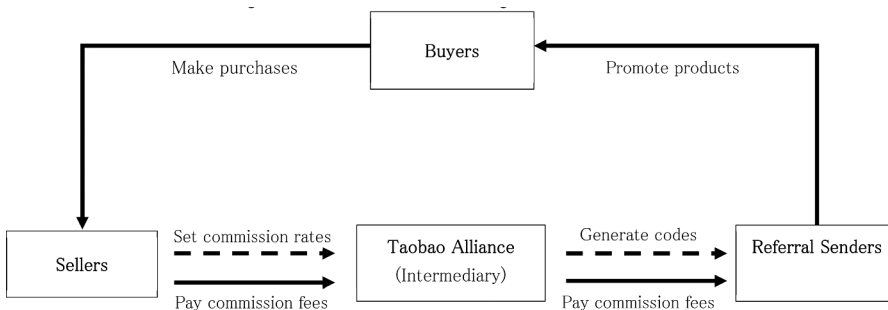 Buyers
Make purchases
Promote products
Set commission rates
Generate codes
Sellers
Taobao Alliance
(Intermediary)
Referral Senders
Pay commission fees
Pay commission fees